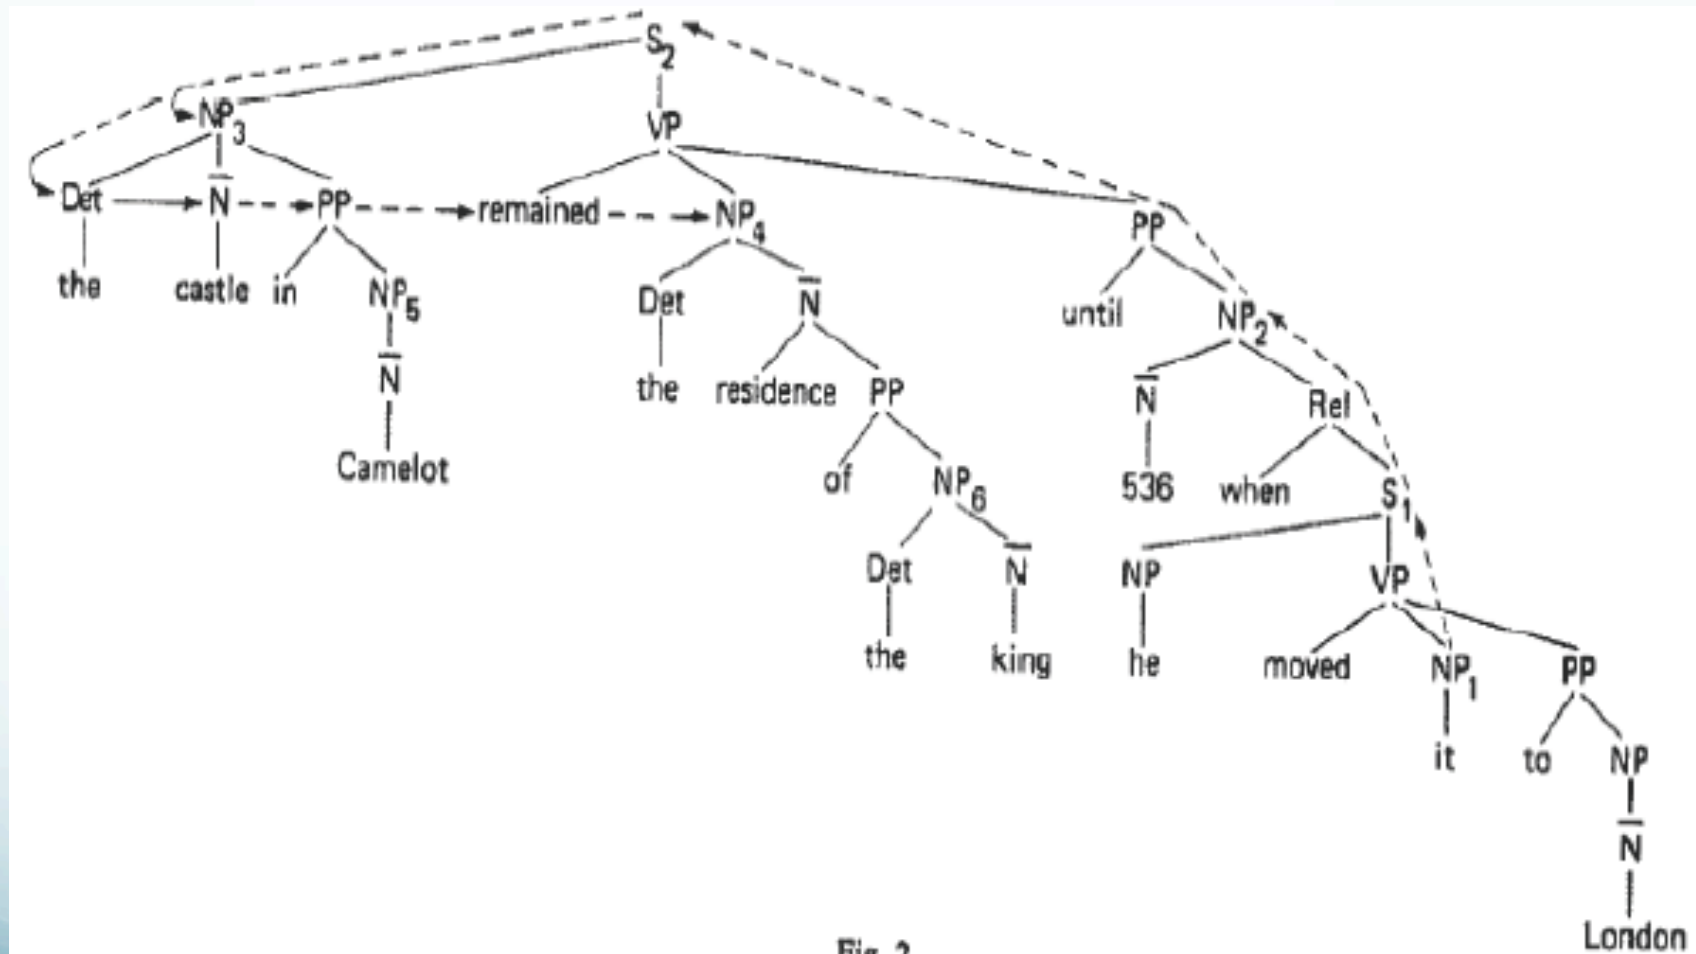 S2
NP3 VP
Det N̄ PP remained NP4 PP
the castle in NP5 Det N̄ until NP2
N̄ the residence PP N̄ Rel
Camelot of NP6 536 when S1
Det N̄ NP VP
the king he moved NP1 PP
it to NP
N̄
London